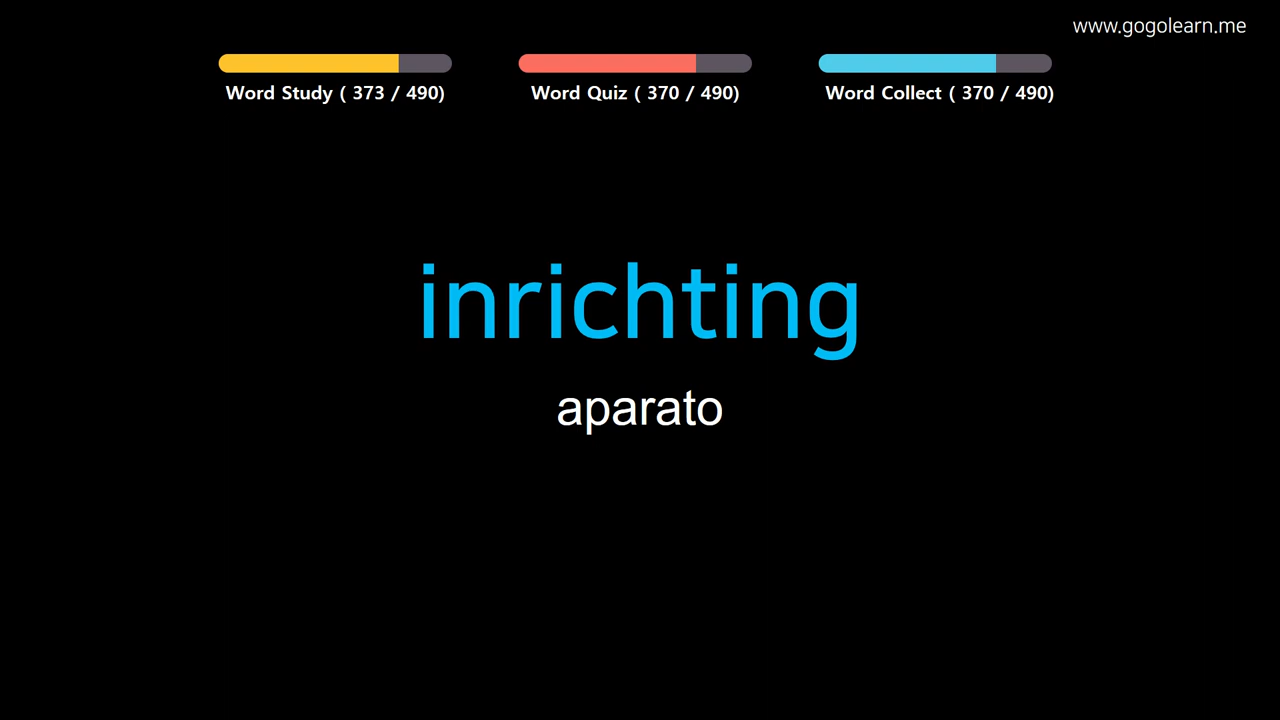 www.gogolearn.me
Word Study ( 373 / 490)
Word Quiz ( 370 / 490)
Word Collect ( 370 / 490)
inrichting
aparato